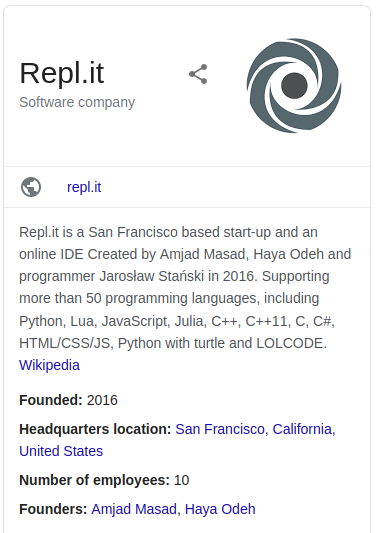 Repl.it
Software company
repl.it
Repl.it is a San Francisco based start-up and an
online IDE Created by Amjad Masad, Haya Odeh and
programmer Jarosław Stański in 2016. Supporting
more than 50 programming languages, including
Python, Lua, JavaScript, Julia, C++, C++11, C, C#,
HTML/CSS/JS, Python with turtle and LOLCODE.
Wikipedia
Founded: 2016
Headquarters location: San Francisco, California,
United States
Number of employees: 10
Founders: Amjad Masad, Haya Odeh